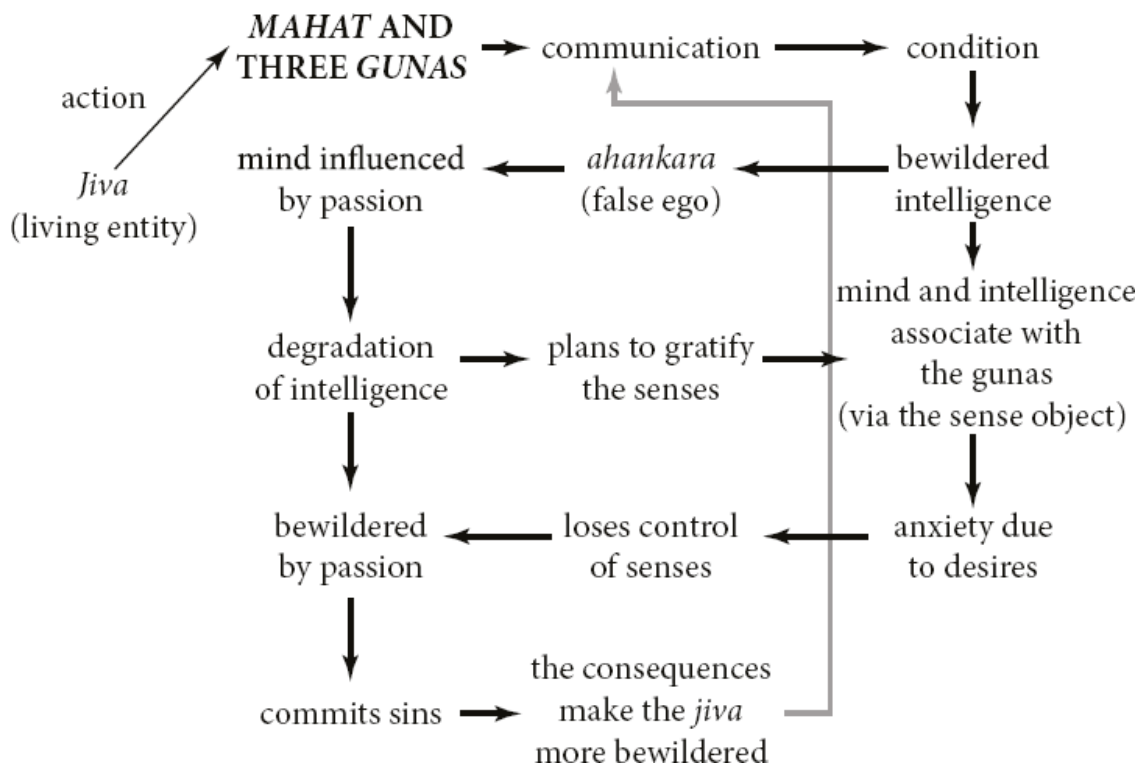 MAHAT AND
THREE GUNAS
communication
condition
action
Jiva
(living entity)
mind influenced
by passion
ahankara
(false ego)
bewildered
intelligence
degradation
of intelligence
plans to gratify
the senses
mind and intelligence
associate with
the gunas
(via the sense object)
bewildered
by passion
loses control
of senses
anxiety due
to desires
commits sins
the consequences
make the jiva
more bewildered